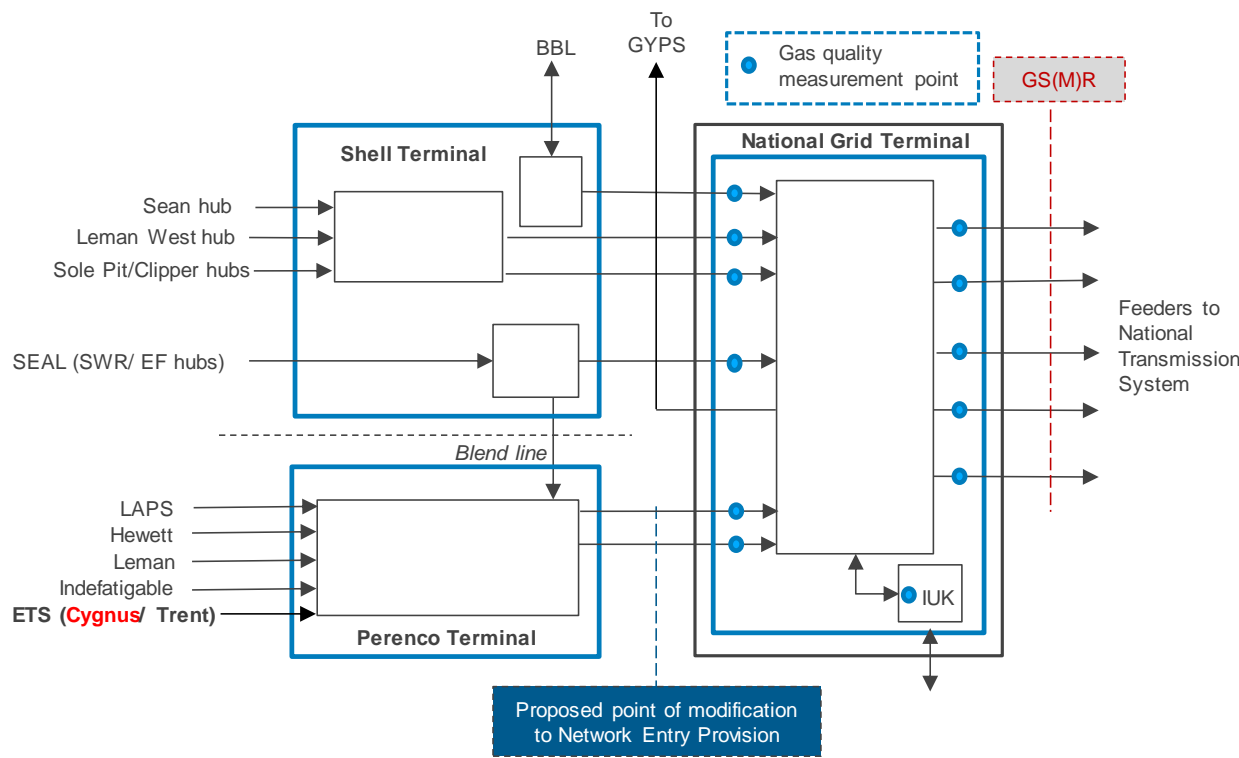 To
GYPS
BBL
Gas quality
measurement point
GS(M)R
Shell Terminal
National Grid Terminal
Sean hub
Leman West hub
Sole Pit/Clipper hubs
SEAL (SWR/ EF hubs)
Feeders to
National
Transmission
System
Blend line
LAPS
Hewett
Leman
Indefatigable
ETS (Cygnus/ Trent)
IUK
Perenco Terminal
Proposed point of modification
to Network Entry Provision